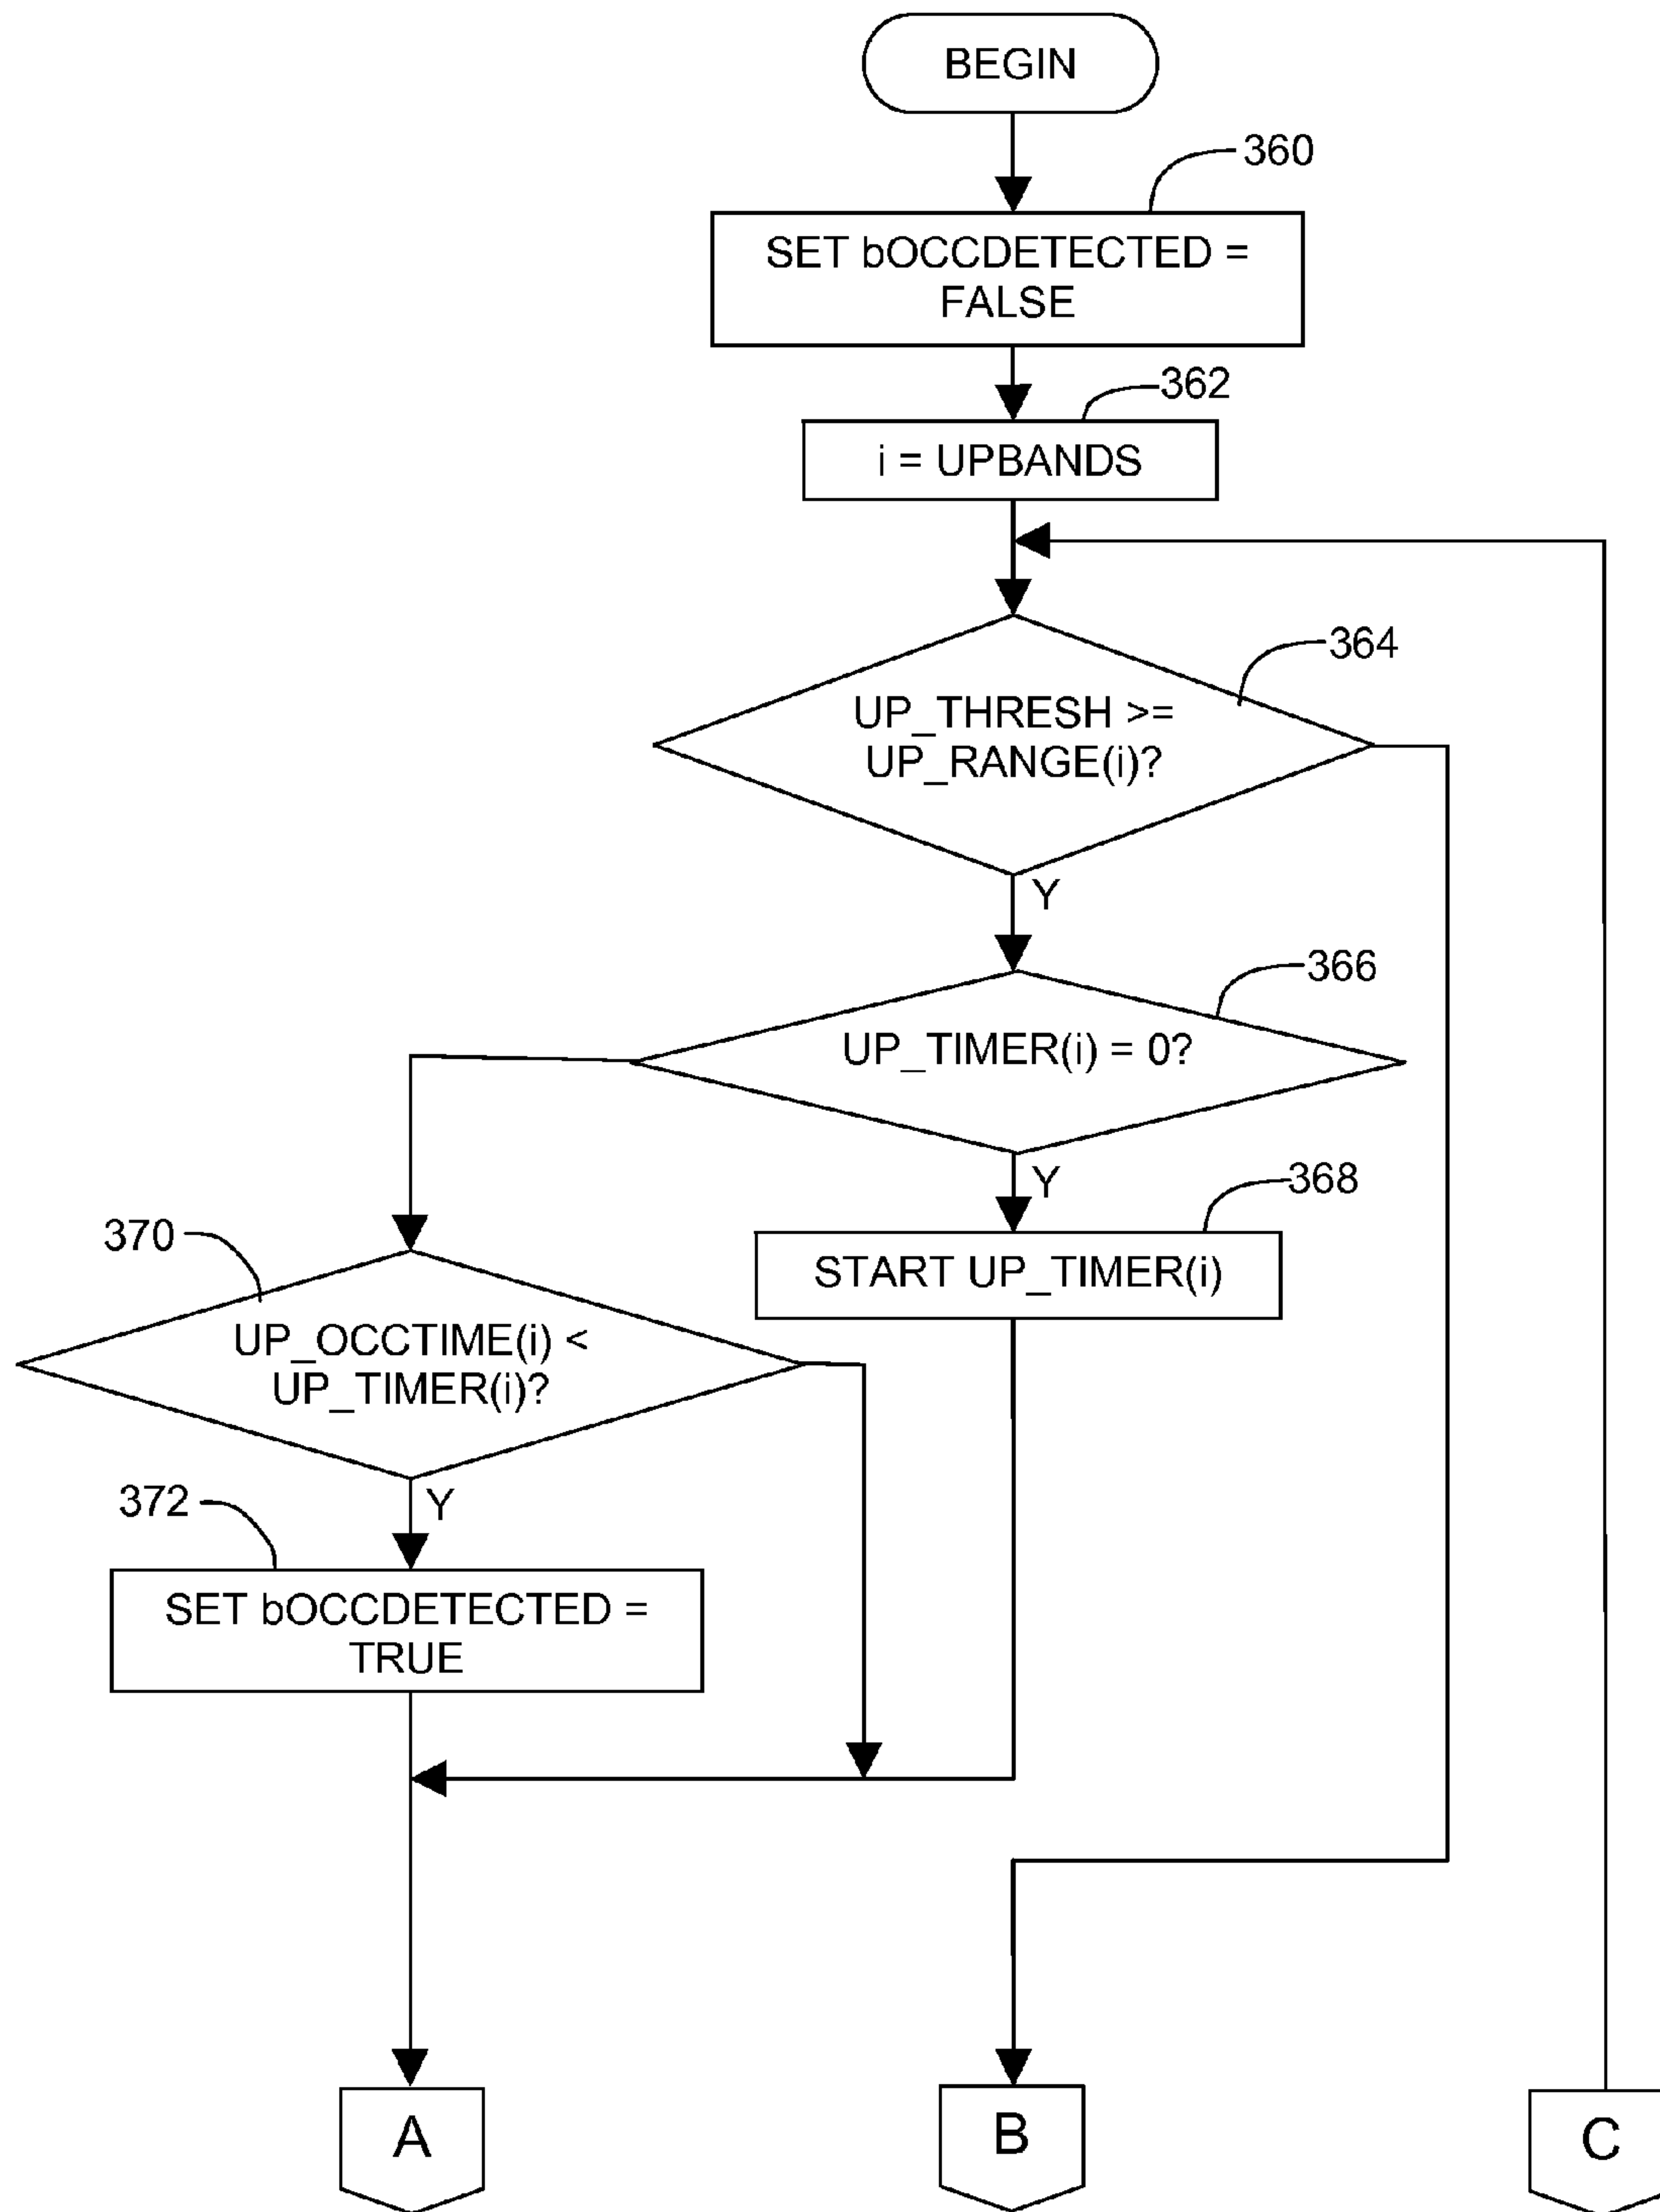 BEGIN
360
SET bOCCDETECTED =
FALSE
362
i = UPBANDS
364
UP_THRESH >=
UP_RANGE(i)?
Y
366
UP_TIMER(i) = 0?
Y
368
START UP_TIMER(i)
370
UP_OCCTIME(i) <
UP_TIMER(i)?
Y
372
SET bOCCDETECTED =
TRUE
A
B
C